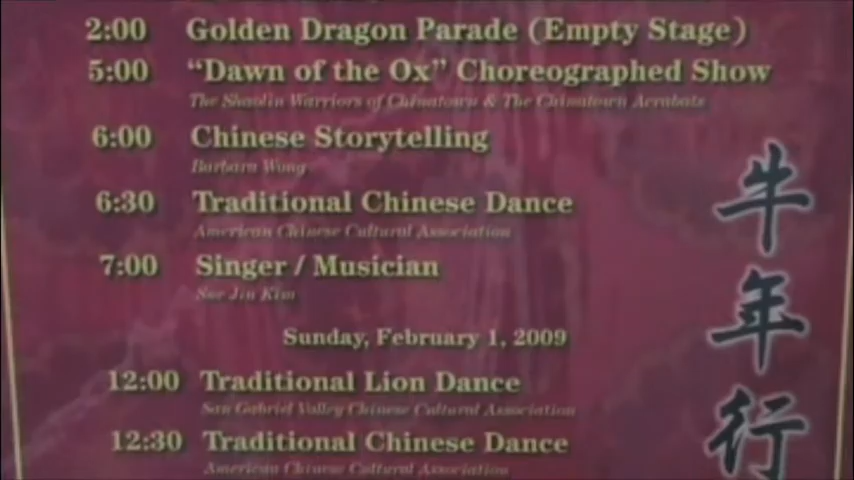 2:00 Golden Dragon Parade (Empty Stage)
5:00 “Dawn of the Ox” Choreographed Show
The Shaolin Warriors of Chinatown & The Chinatown Acrobats
6:00 Chinese Storytelling
Barbara Wong
6:30 Traditional Chinese Dance
American Chinese Cultural Association
7:00 Singer / Musician
Soo Jin Kim
Sunday, February 1, 2009
12:00 Traditional Lion Dance
San Gabriel Valley Chinese Cultural Association
12:30 Traditional Chinese Dance
American Chinese Cultural Association
牛年行